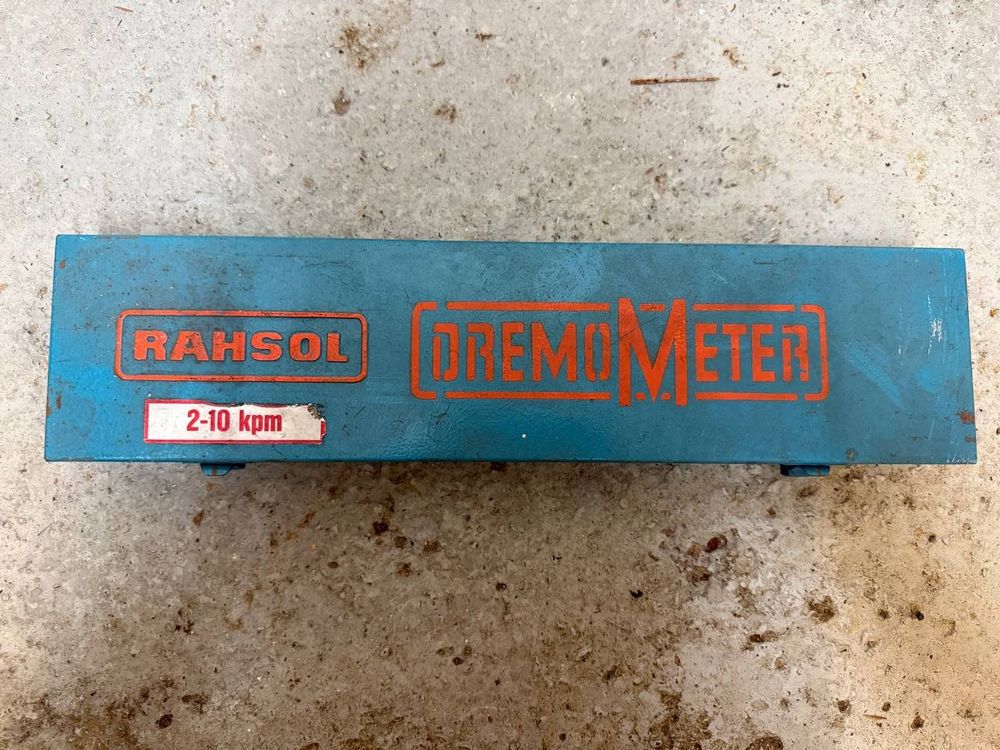 RAHSOL
DREMOMETER
2-10 kpm